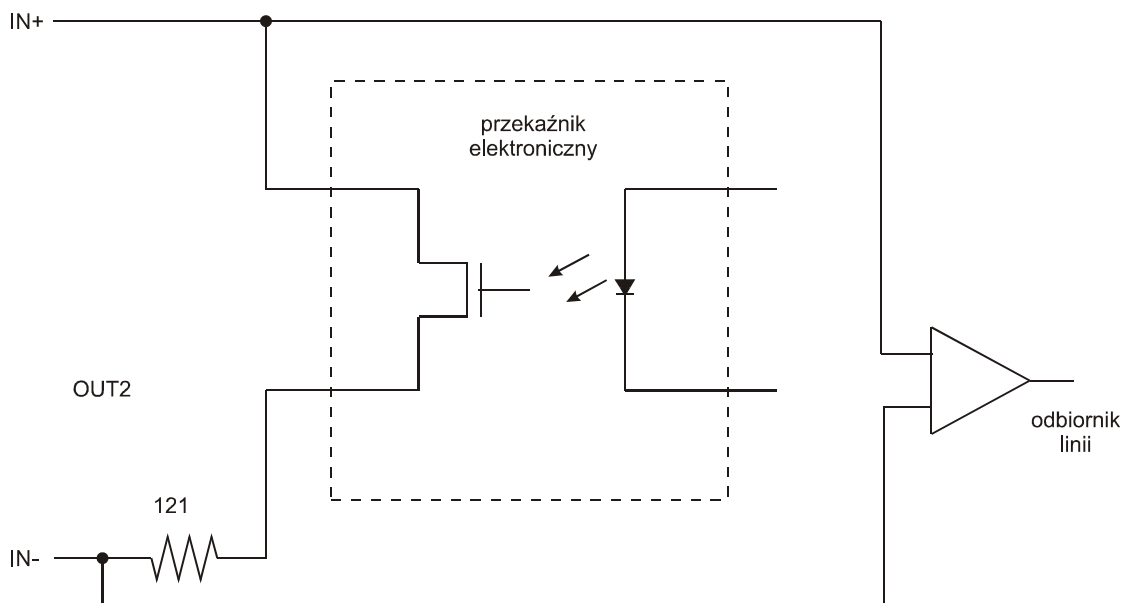 IN+
przekaźnik
elektroniczny
OUT2
odbiornik
linii
121
IN-